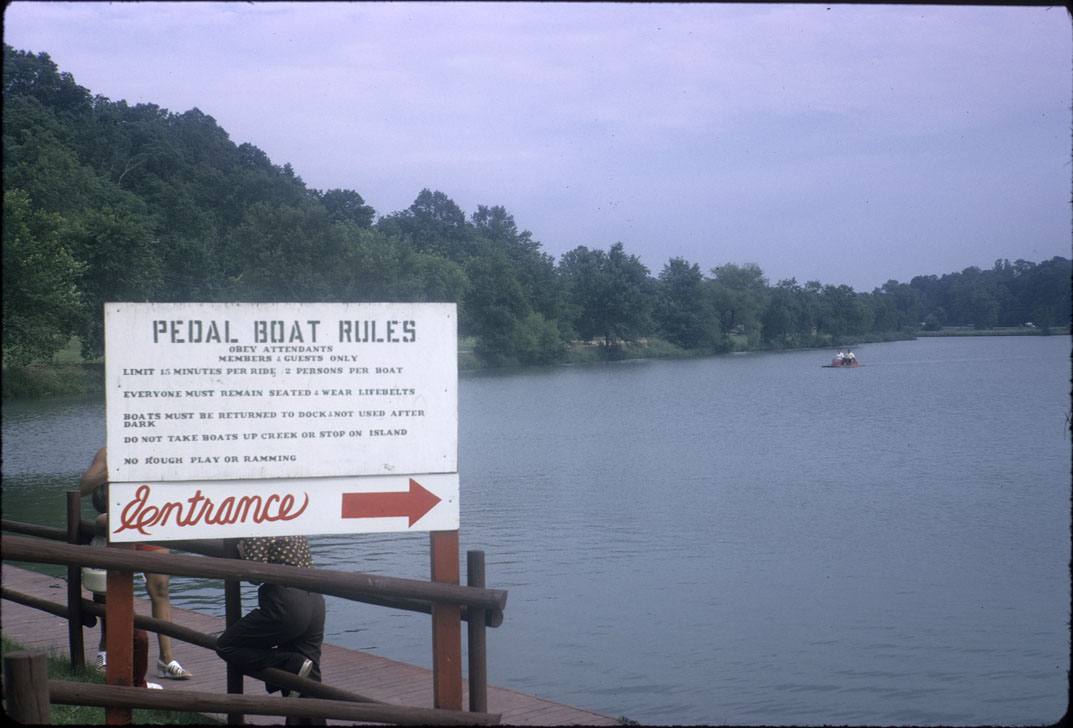 PEDAL BOAT RULES
OBEY ATTENDANTS
MEMBERS & GUESTS ONLY
LIMIT 15 MINUTES PER RIDE 2 PERSONS PER BOAT
EVERYONE MUST REMAIN SEATED & WEAR LIFEBELTS
BOATS MUST BE RETURNED TO DOCK & NOT USED AFTER
DARK
DO NOT TAKE BOATS UP CREEK OR STOP ON ISLAND
NO ROUGH PLAY OR RAMMING
Entrance